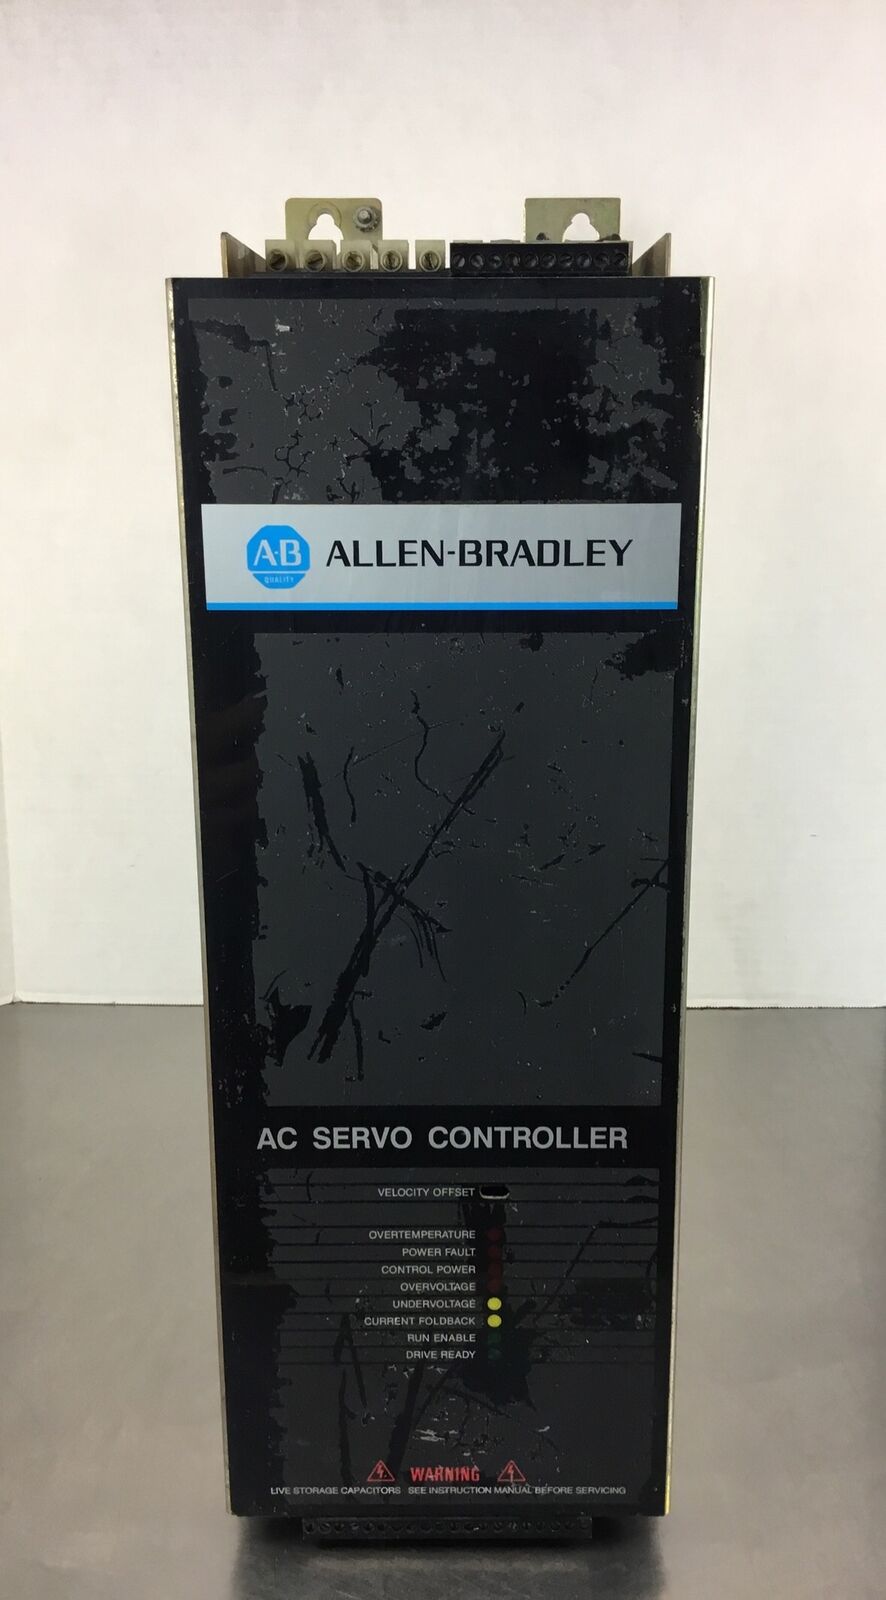 A·B ALLEN-BRADLEY
QUALITY
AC SERVO CONTROLLER
VELOCITY OFFSET
OVERTEMPERATURE
POWER FAULT
CONTROL POWER
OVERVOLTAGE
UNDERVOLTAGE
CURRENT FOLDBACK
RUN ENABLE
DRIVE READY
WARNING
LIVE STORAGE CAPACITORS SEE INSTRUCTION MANUAL BEFORE SERVICING